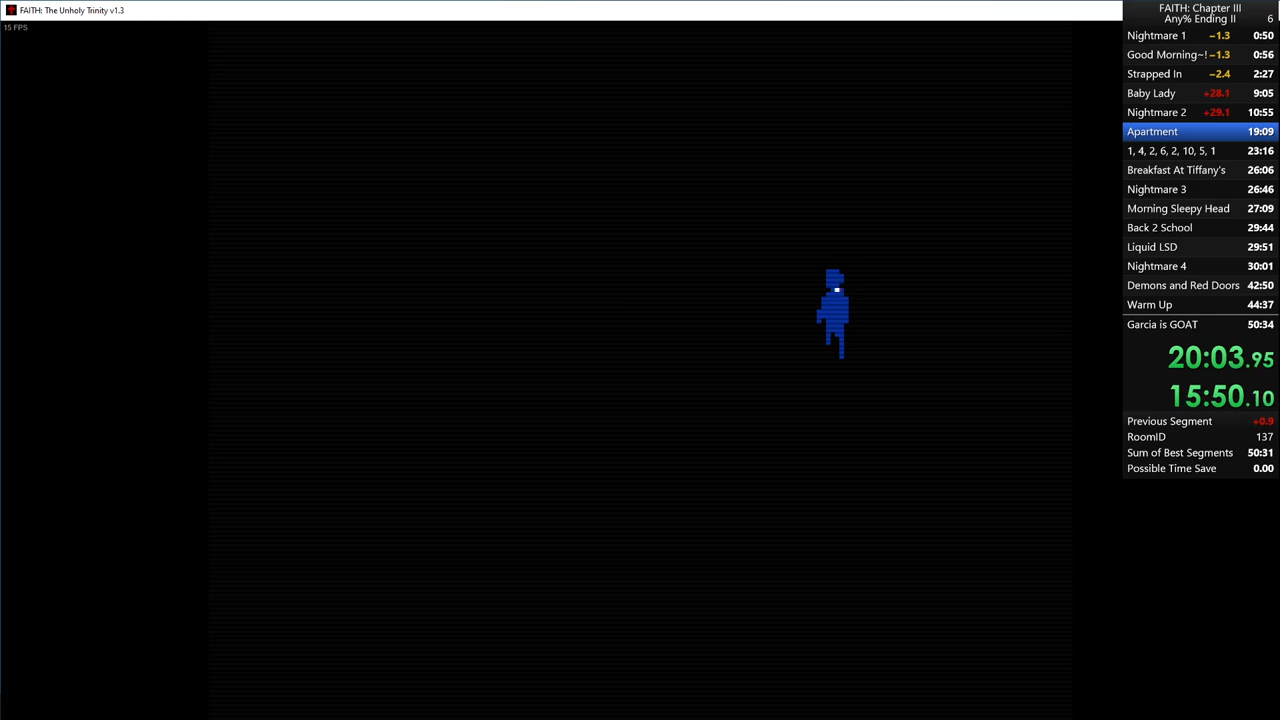 FAITH: The Unholy Trinity v1.3
15 FPS
FAITH: Chapter III
Any% Ending II 6
Nightmare 1 −1.3 0:50
Good Morning~! −1.3 0:56
Strapped In −2.4 2:27
Baby Lady +28.1 9:05
Nightmare 2 +29.1 10:55
Apartment 19:09
1, 4, 2, 6, 2, 10, 5, 1 23:16
Breakfast At Tiffany's 26:06
Nightmare 3 26:46
Morning Sleepy Head 27:09
Back 2 School 29:44
Liquid LSD 29:51
Nightmare 4 30:01
Demons and Red Doors 42:50
Warm Up 44:37
Garcia is GOAT 50:34
20:03.95
15:50.10
Previous Segment +0.9
RoomID 137
Sum of Best Segments 50:31
Possible Time Save 0.00